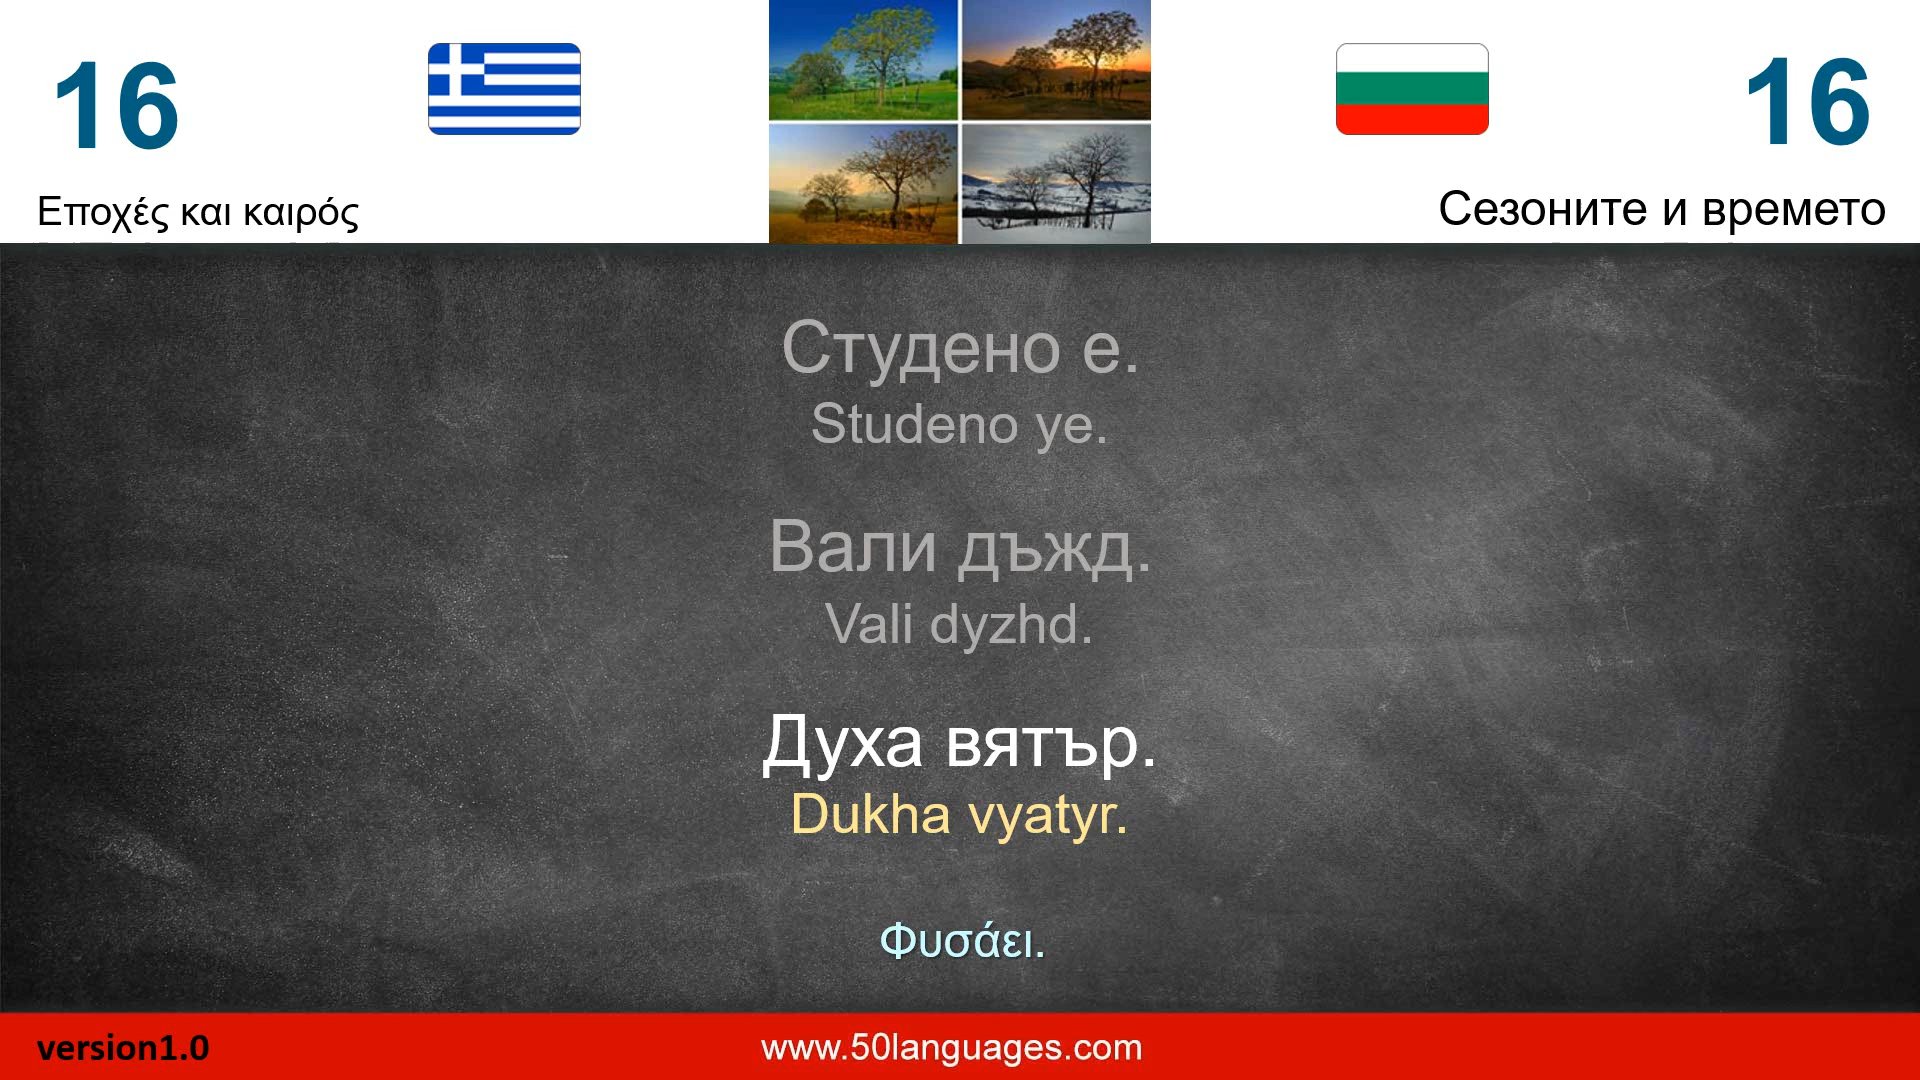 16
16
Εποχές και καιρός
Сезоните и времето
Студено е.
Studeno ye.
Вали дъжд.
Vali dyzhd.
Духа вятър.
Dukha vyatyr.
Φυσάει.
version1.0
www.50languages.com